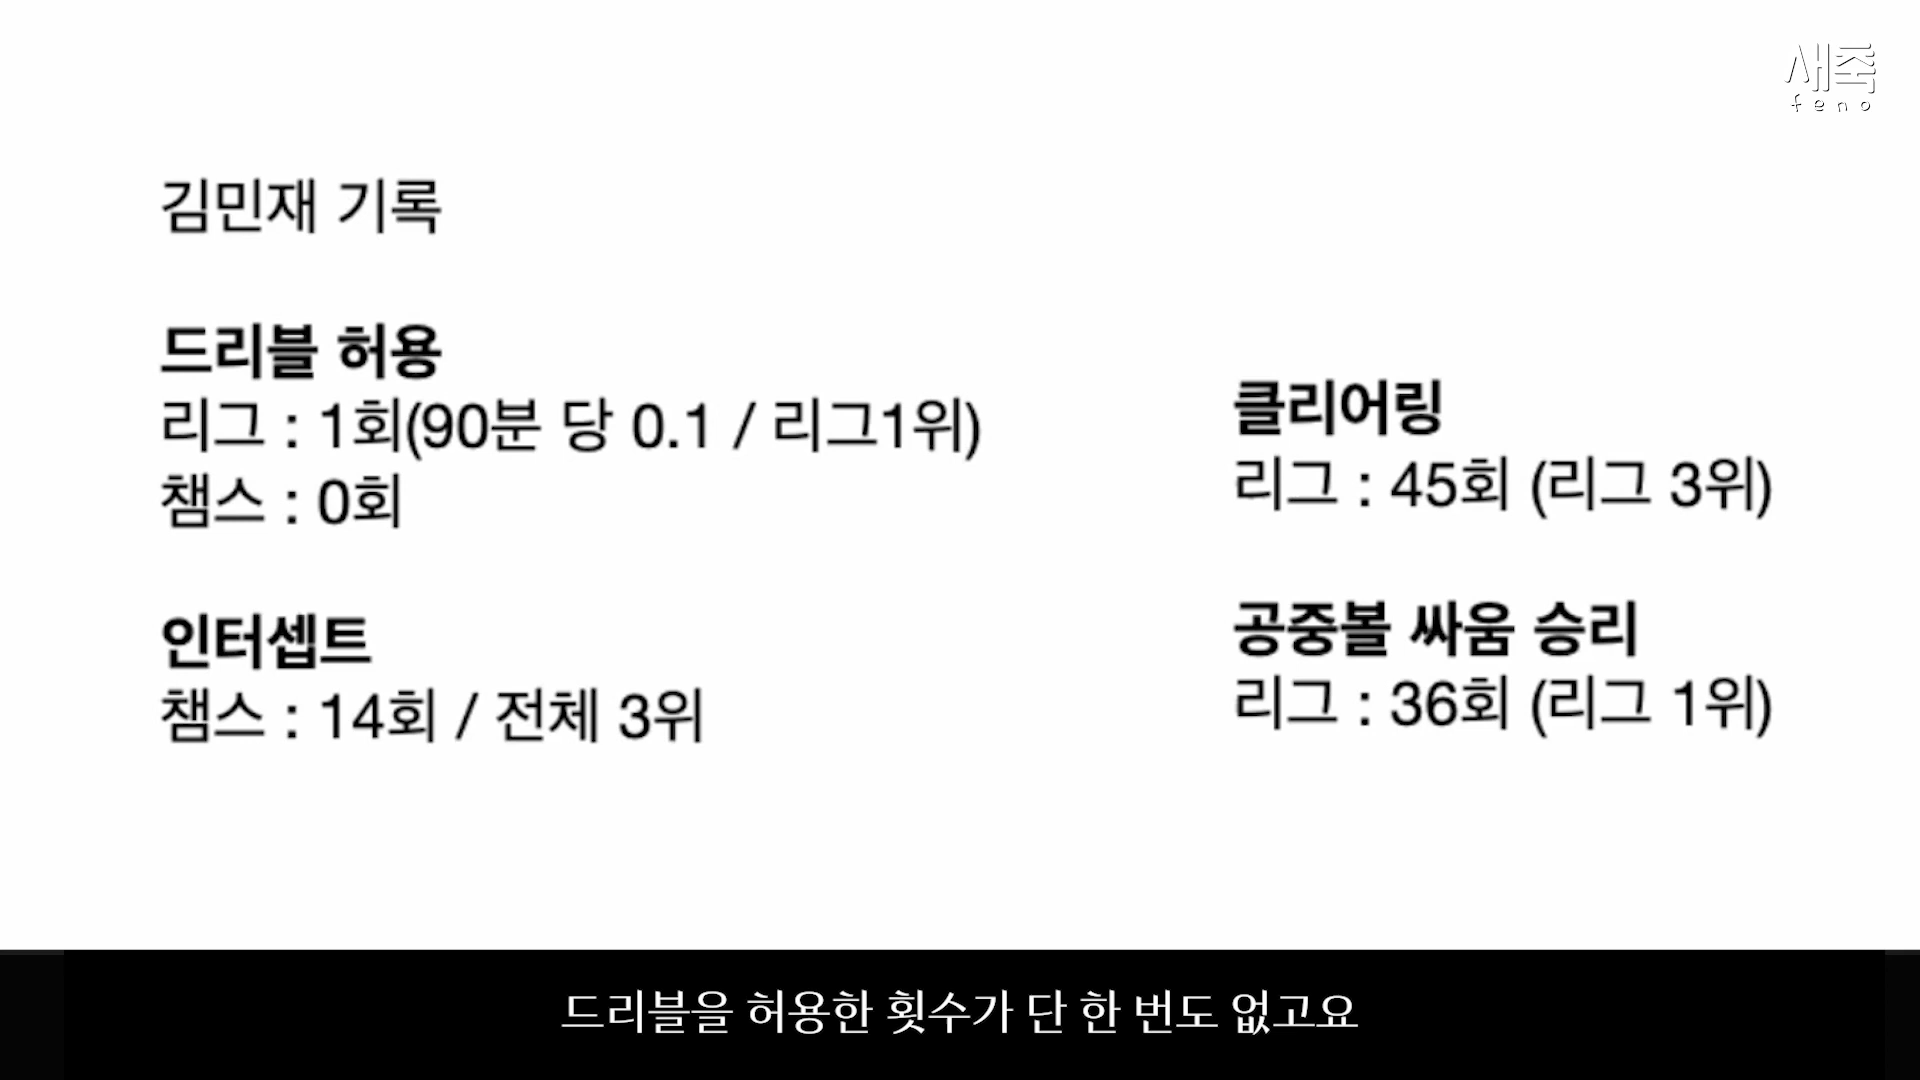 새축
feno
김민재 기록
드리블 허용
리그 : 1회(90분 당 0.1 / 리그1위)
챔스 : 0회
인터셉트
챔스 : 14회 / 전체 3위
클리어링
리그 : 45회 (리그 3위)
공중볼 싸움 승리
리그 : 36회 (리그 1위)
드리블을 허용한 횟수가 단 한 번도 없고요